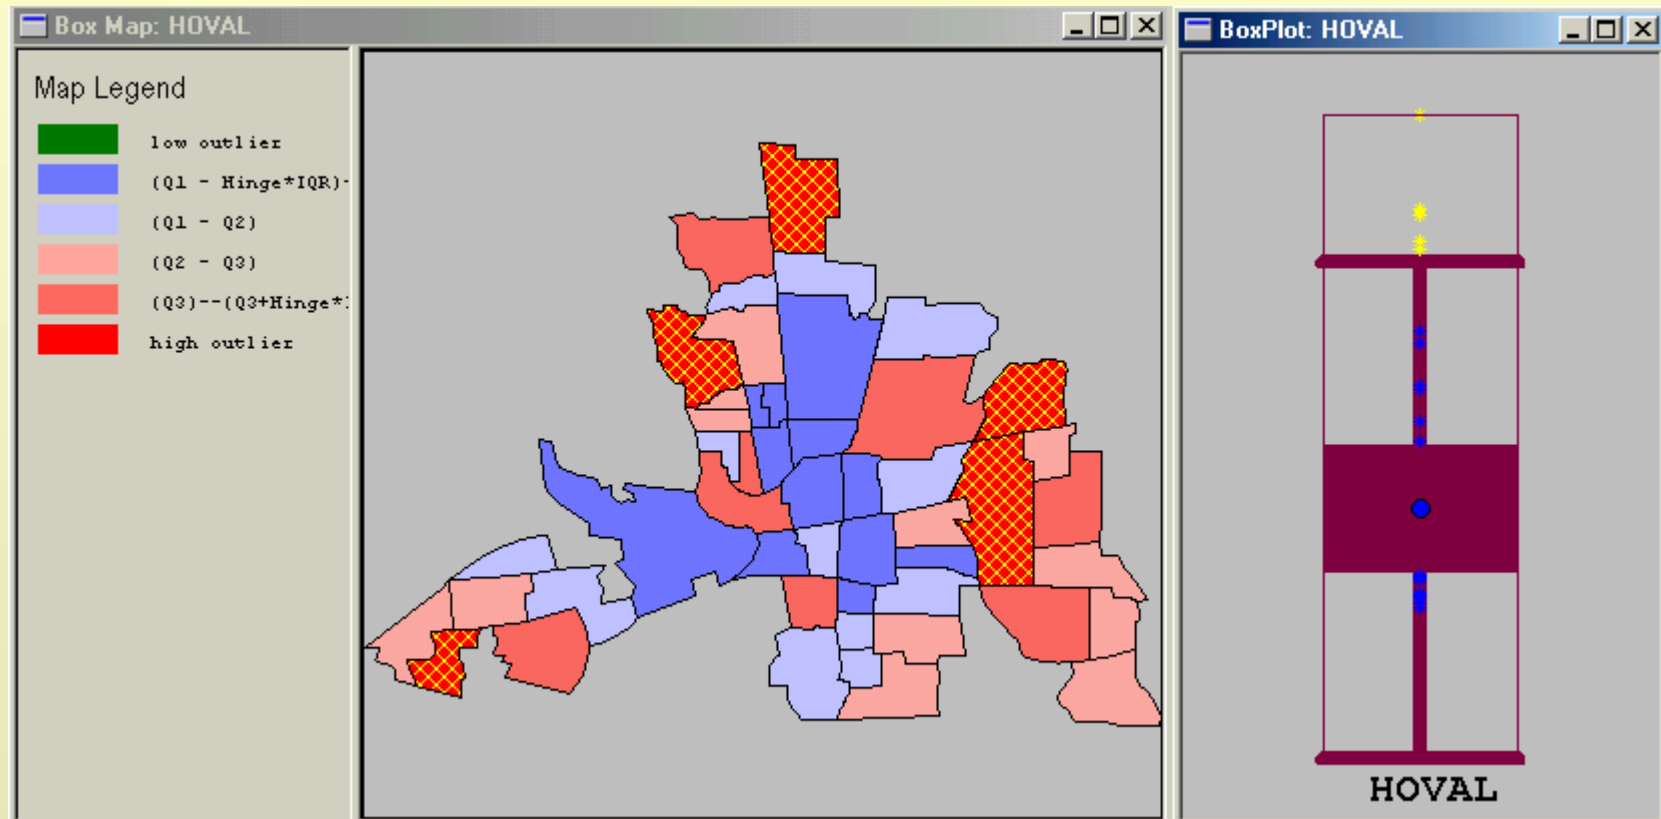 Box Map: HOVAL
Map Legend
low outlier
(Q1 - Hinge*IQR)-
(Q1 - Q2)
(Q2 - Q3)
(Q3)--(Q3+Hinge*
high outlier
BoxPlot: HOVAL
HOVAL